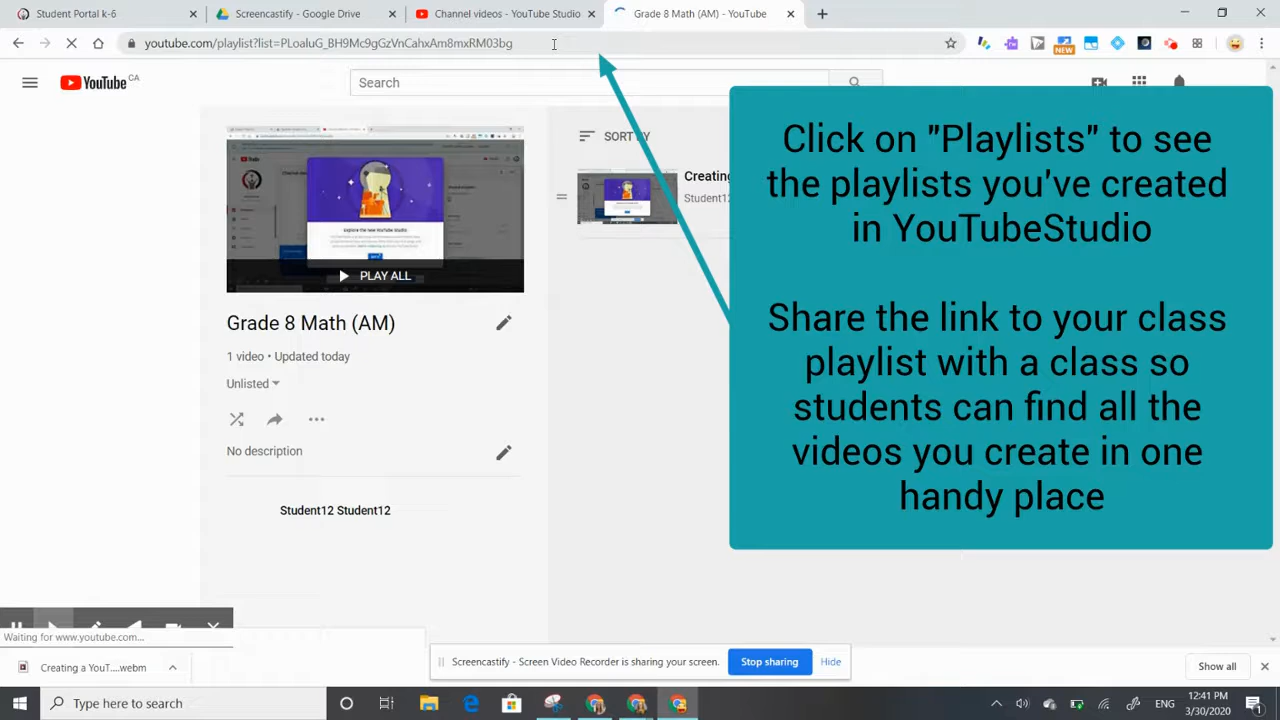 Student Portal k-6
Screencastify - Google Drive
Channel videos - YouTube Studio
Grade 8 Math (AM) - YouTube
youtube.com/playlist?list=PLoaluG_BH9Mc9gGzVnCahxAm8mxRM03bg
NEW
YouTube CA
Search
SORT BY
Creating
Student12
PLAY ALL
Grade 8 Math (AM)
1 video • Updated today
Unlisted
No description
Student12 Student12
Click on "Playlists" to see
the playlists you've created
in YouTubeStudio
Share the link to your class
playlist with a class so
students can find all the
videos you create in one
handy place
Waiting for www.youtube.com...
Creating a YouT....webm
Screencastify - Screen Video Recorder is sharing your screen.
Stop sharing
Hide
Show all
Type here to search
ENG
12:41 PM
3/30/2020